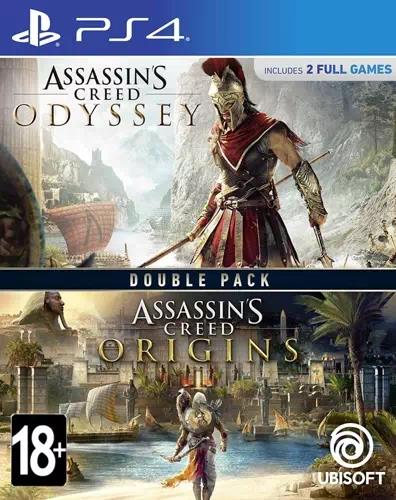 PS4
ASSASSIN'S
CREED
ODYSSEY
INCLUDES 2 FULL GAMES
DOUBLE PACK
ASSASSIN'S
CREED
ORIGINS
18+
UBISOFT